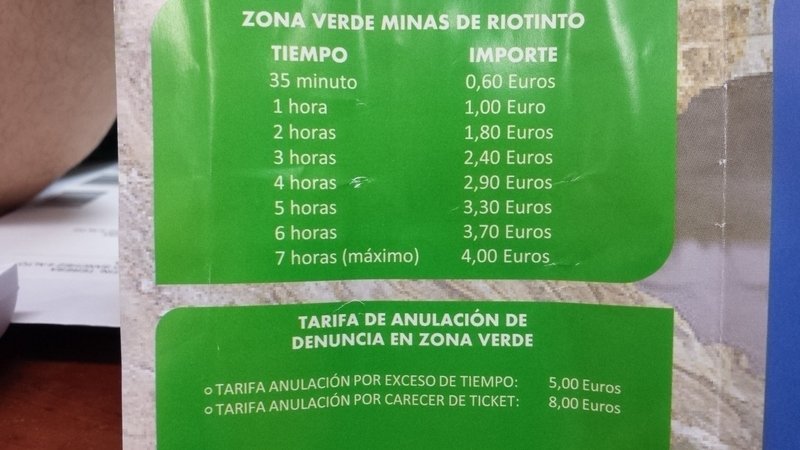 ZONA VERDE MINAS DE RIOTINTO
TIEMPO IMPORTE
35 minuto 0,60 Euros
1 hora 1,00 Euro
2 horas 1,80 Euros
3 horas 2,40 Euros
4 horas 2,90 Euros
5 horas 3,30 Euros
6 horas 3,70 Euros
7 horas (máximo) 4,00 Euros
TARIFA DE ANULACIÓN DE
DENUNCIA EN ZONA VERDE
TARIFA ANULACIÓN POR EXCESO DE TIEMPO: 5,00 Euros
TARIFA ANULACIÓN POR CARECER DE TICKET: 8,00 Euros